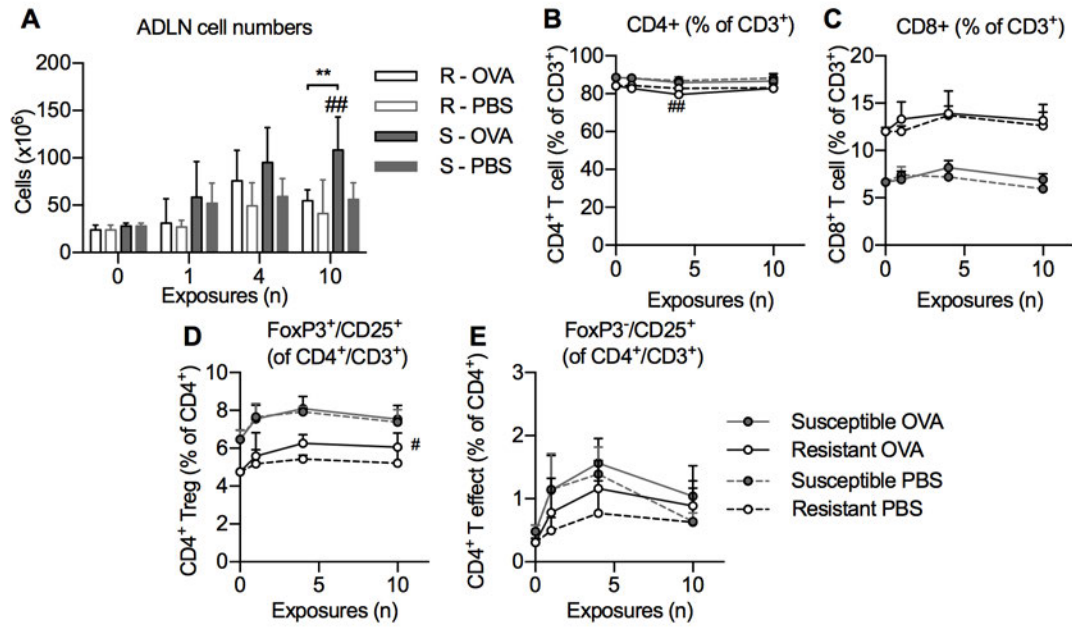 A
ADLN cell numbers
Cells (x10⁶)
200
150
100
50
0
**
##
R - OVA
R - PBS
S - OVA
S - PBS
0 1 4 10
Exposures (n)
B
CD4+ (% of CD3⁺)
CD4⁺ T cell (% of CD3⁺)
100
80
60
40
20
0
##
0 5 10
Exposures (n)
C
CD8+ (% of CD3⁺)
CD8⁺ T cell (% of CD3⁺)
25
20
15
10
5
0
0 5 10
Exposures (n)
D
FoxP3⁺/CD25⁺
(of CD4⁺/CD3⁺)
CD4⁺ Treg (% of CD4⁺)
10
8
6
4
2
0
#
0 5 10
Exposures (n)
E
FoxP3⁻/CD25⁺
(of CD4⁺/CD3⁺)
CD4⁺ T effect (% of CD4⁺)
3
2
1
0
0 5 10
Exposures (n)
Susceptible OVA
Resistant OVA
Susceptible PBS
Resistant PBS